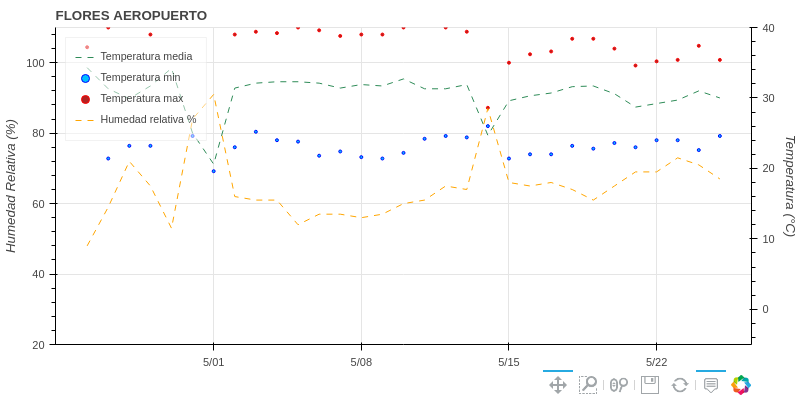 FLORES AEROPUERTO
Temperatura media
Temperatura min
Temperatura max
Humedad relativa %
100
80
60
40
20
Humedad Relativa (%)
40
30
20
10
0
Temperatura (°C)
5/01
5/08
5/15
5/22